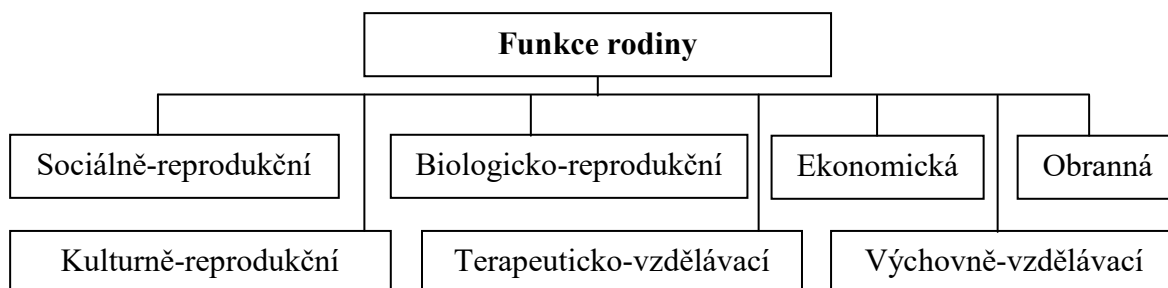 Funkce rodiny
Sociálně-reprodukční Biologicko-reprodukční Ekonomická Obranná
Kulturně-reprodukční Terapeuticko-vzdělávací Výchovně-vzdělávací